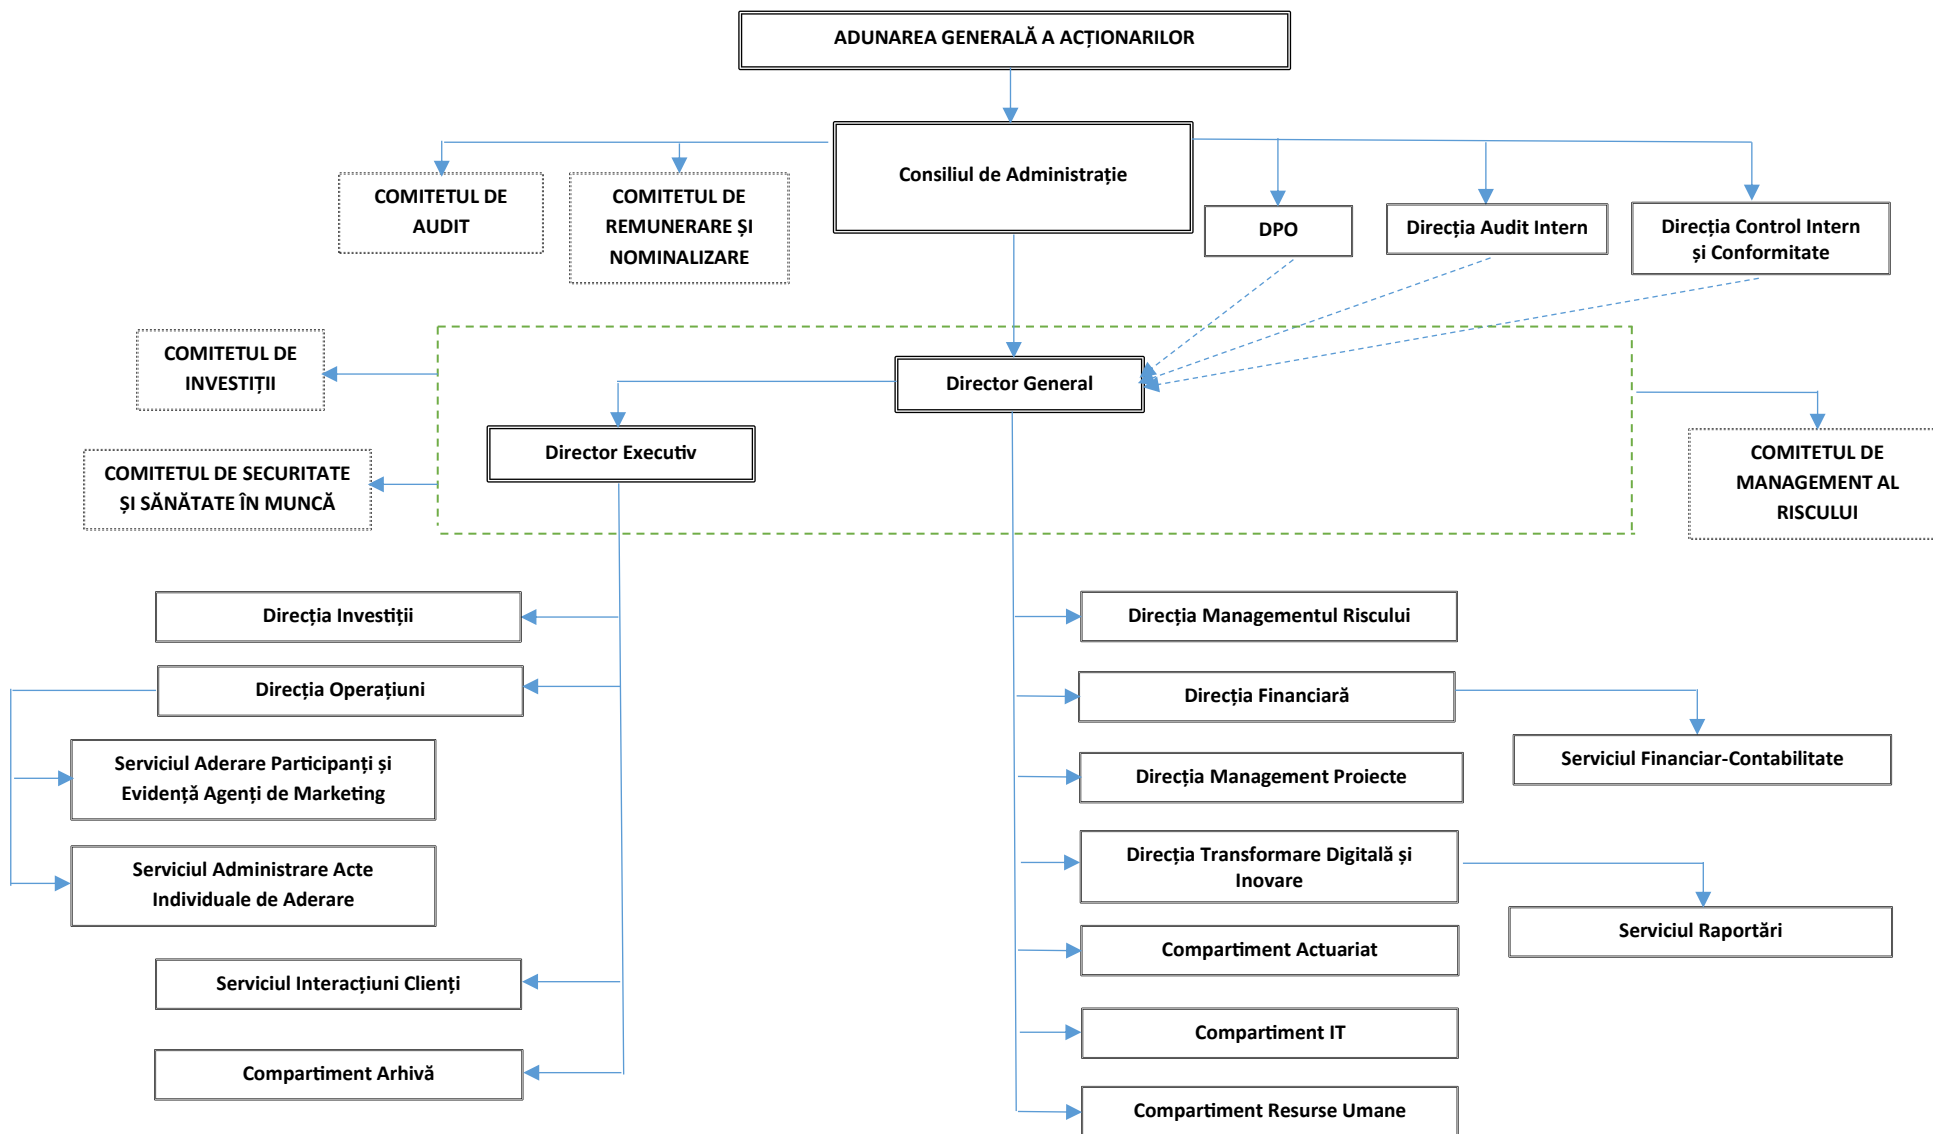 ADUNAREA GENERALĂ A ACȚIONARILOR
Consiliul de Administrație
COMITETUL DE
AUDIT
COMITETUL DE
REMUNERARE ȘI
NOMINALIZARE
DPO
Direcția Audit Intern
Direcția Control Intern
și Conformitate
COMITETUL DE
INVESTIȚII
Director General
Director Executiv
COMITETUL DE SECURITATE
ȘI SĂNĂTATE ÎN MUNCĂ
COMITETUL DE
MANAGEMENT AL
RISCULUI
Direcția Investiții
Direcția Operațiuni
Serviciul Aderare Participanți și
Evidență Agenți de Marketing
Serviciul Administrare Acte
Individuale de Aderare
Serviciul Interacțiuni Clienți
Compartiment Arhivă
Direcția Managementul Riscului
Direcția Financiară
Serviciul Financiar-Contabilitate
Direcția Management Proiecte
Direcția Transformare Digitală și
Inovare
Serviciul Raportări
Compartiment Actuariat
Compartiment IT
Compartiment Resurse Umane